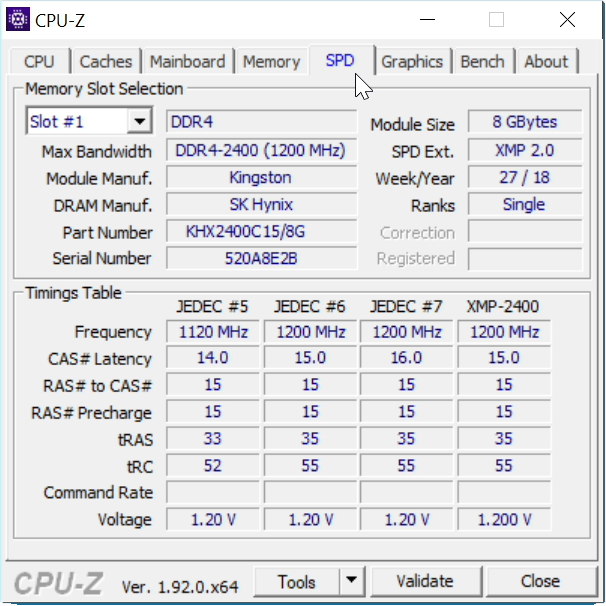 CPU-Z
CPU Caches Mainboard Memory SPD Graphics Bench About
Memory Slot Selection
Slot #1 DDR4 Module Size 8 GBytes
Max Bandwidth DDR4-2400 (1200 MHz) SPD Ext. XMP 2.0
Module Manuf. Kingston Week/Year 27 / 18
DRAM Manuf. SK Hynix Ranks Single
Part Number KHX2400C15/8G Correction
Serial Number 520A8E2B Registered
Timings Table
JEDEC #5 JEDEC #6 JEDEC #7 XMP-2400
Frequency 1120 MHz 1200 MHz 1200 MHz 1200 MHz
CAS# Latency 14.0 15.0 16.0 15.0
RAS# to CAS# 15 15 15 15
RAS# Precharge 15 15 15 15
tRAS 33 35 35 35
tRC 52 55 55 55
Command Rate
Voltage 1.20 V 1.20 V 1.20 V 1.200 V
CPU-Z Ver. 1.92.0.x64 Tools Validate Close